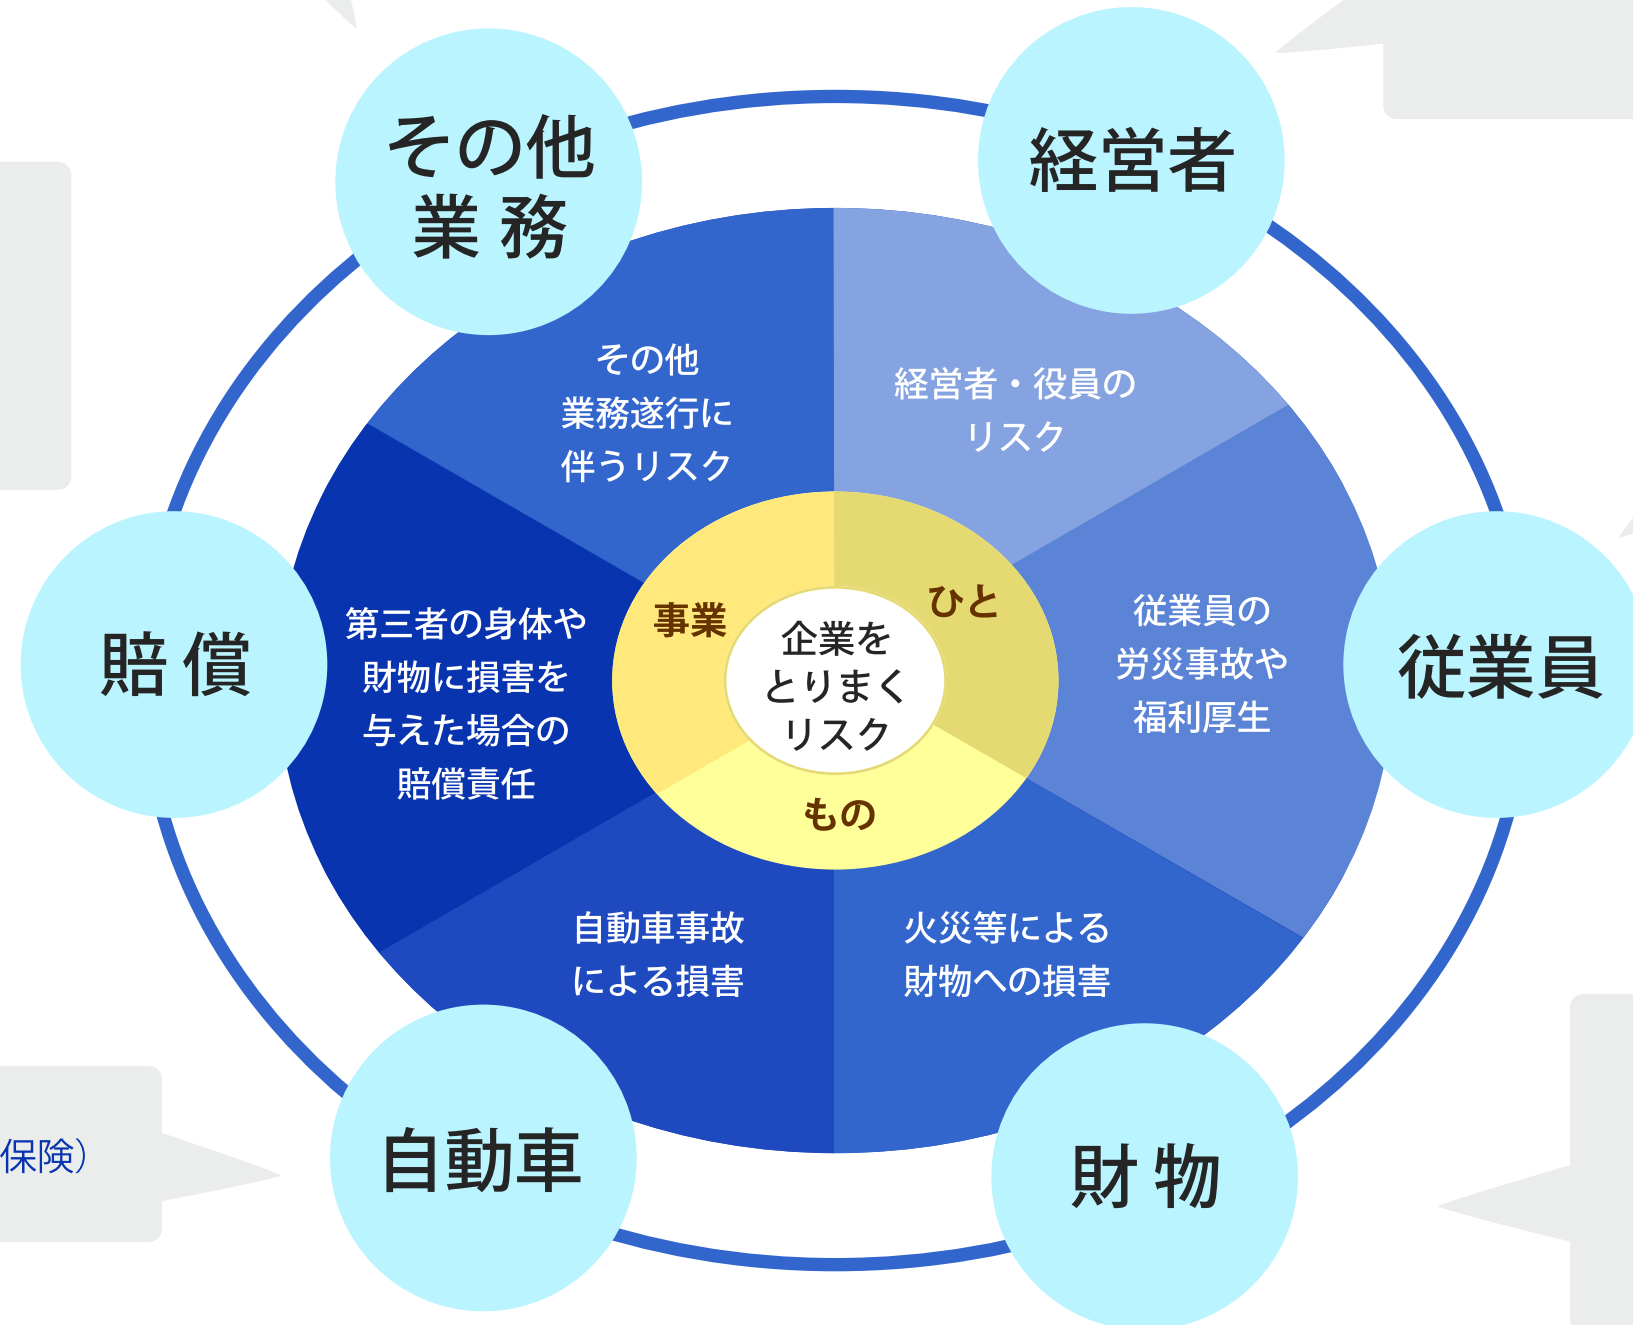 その他
業 務
経営者
その他
業務遂行に
伴うリスク
経営者・役員の
リスク
事業
ひと
企業を
とりまく
リスク
もの
賠 償
第三者の身体や
財物に損害を
与えた場合の
賠償責任
従業員の
労災事故や
福利厚生
従業員
自動車事故
による損害
火災等による
財物への損害
保険）
自動車
財 物